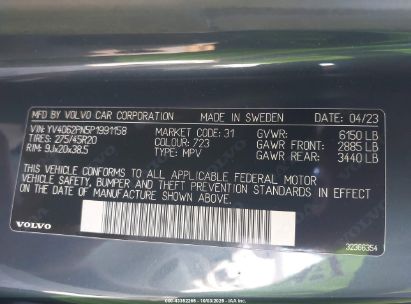 MFD. BY VOLVO CAR CORPORATION MADE IN SWEDEN 04/23
VIN: YV4062PN5P1991158 MARKET CODE: 31 GVWR: 6150 LB
TIRES: 275/45R20 COLOUR: 723 GAWR FRONT: 2885 LB
RIM: 9Jx20x38.5 TYPE: MPV GAWR REAR: 3440 LB
THIS VEHICLE CONFORMS TO ALL APPLICABLE FEDERAL MOTOR
VEHICLE SAFETY, BUMPER AND THEFT PREVENTION STANDARDS IN EFFECT
ON THE DATE OF MANUFACTURE SHOWN ABOVE.
VOLVO 32366354